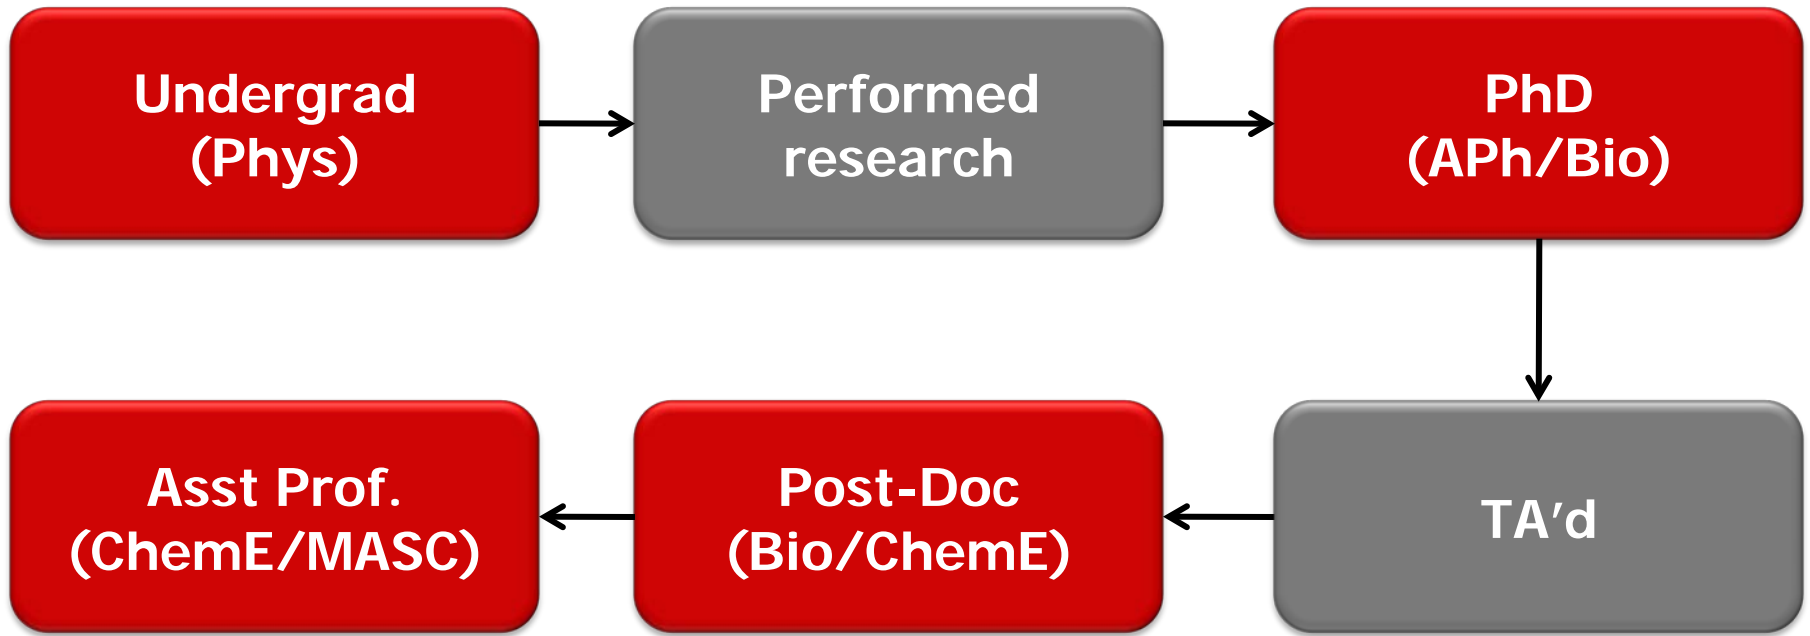 Undergrad
(Phys)
Performed
research
PhD
(APh/Bio)
TA'd
Post-Doc
(Bio/ChemE)
Asst Prof.
(ChemE/MASC)